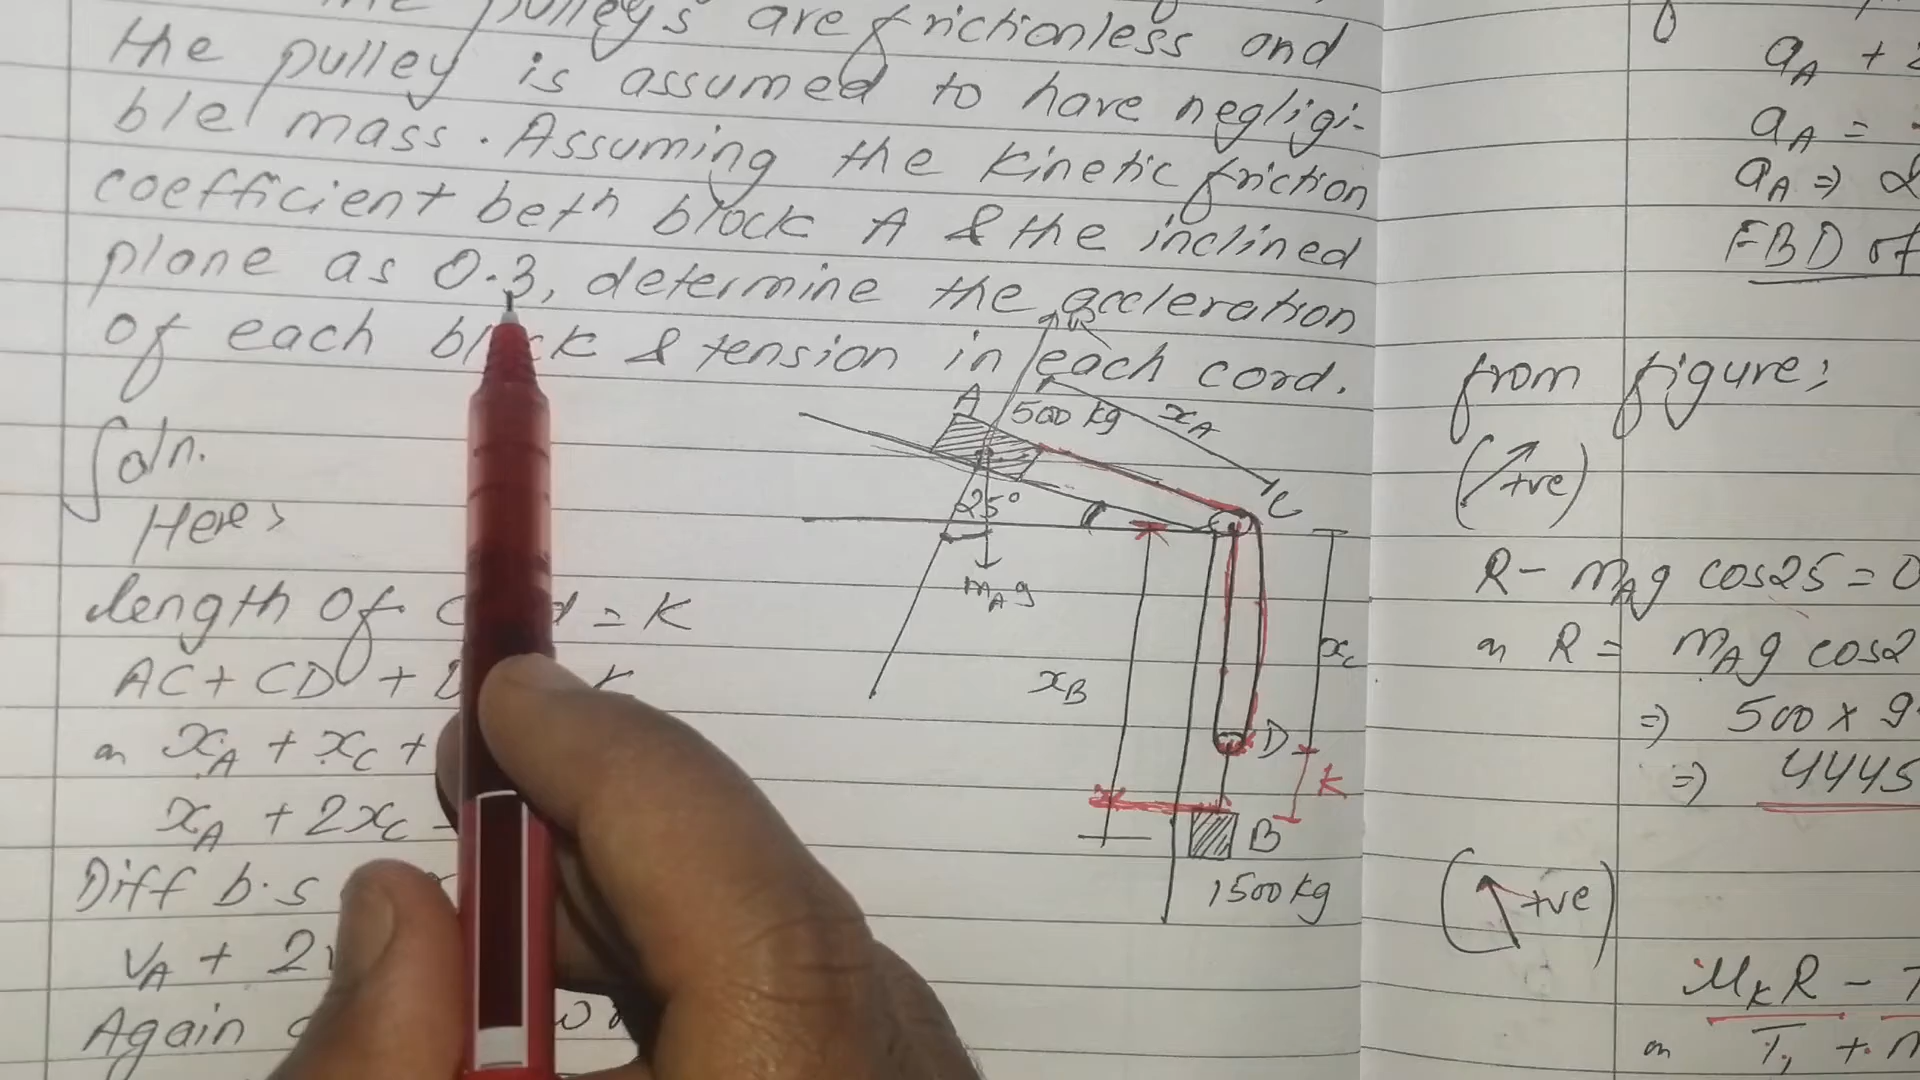 pulleys are frictionless and
the pulley is assumed to have negligi-
ble mass. Assuming the kinetic friction
coefficient betn block A & the inclined
plane as 0.3, determine the accleration
of each block & tension in each cord.
Soln.
Here,
length of = K
AC + CD +
or xA + xC +
xA + 2xC
Diff b.s
vA + 2
Again
A
500 kg
xA
C
25°
mAg
xB
xC
D
K
B
1500 kg
aA +
aA =
aA ⇒
FBD of
from figure;
(↗+ve)
R - mAg cos25 = 0
or R = mAg cos2
⇒ 500 × 9
⇒ 4445
(↖+ve)
μKR -
or T1 +